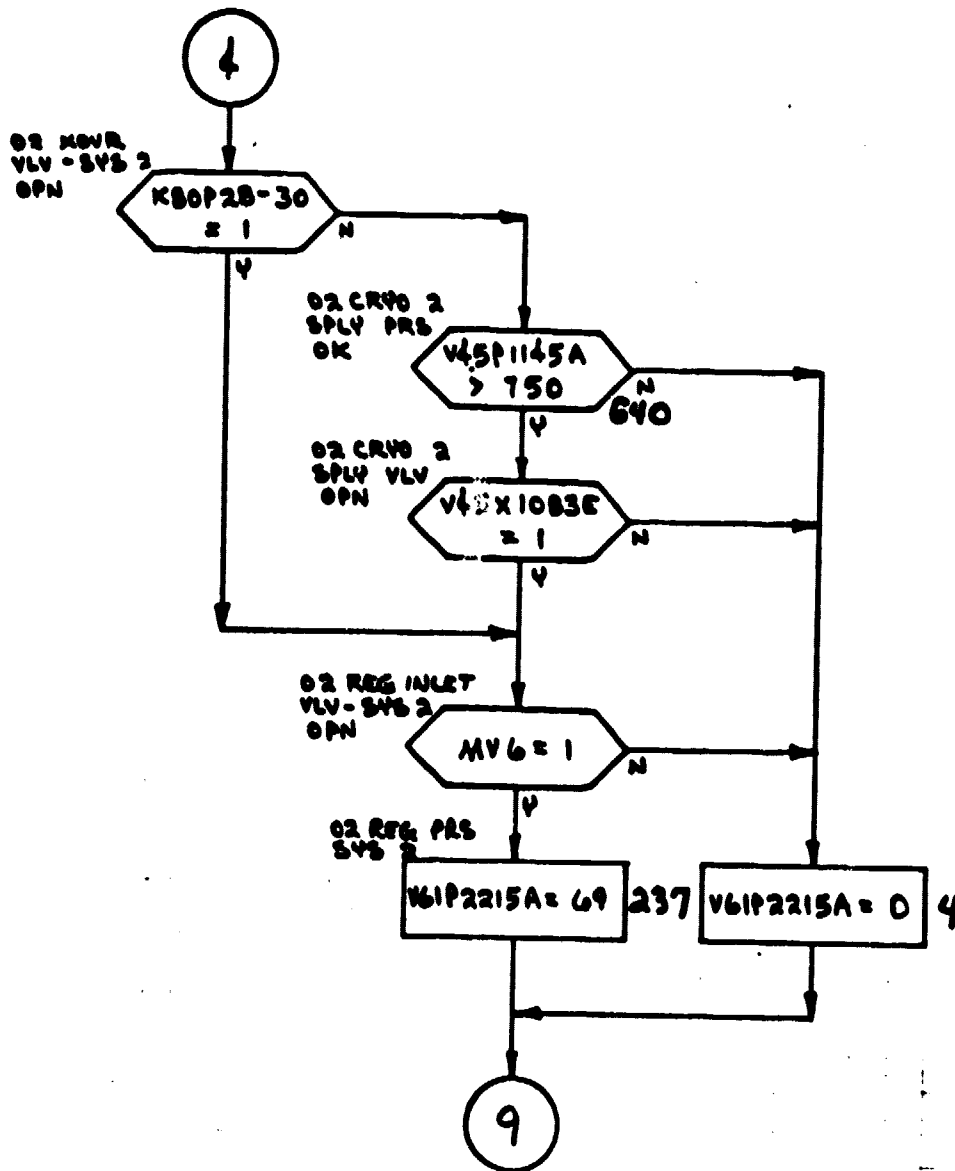 4
O2 XOVR
VLV - SYS 2
OPN
K80P2B-30
= 1
N
Y
O2 CRYO 2
SPLY PRS
OK
V45P1145A
> 750
N
640
Y
O2 CRYO 2
SPLY VLV
OPN
= 1
N
Y
O2 REG INLET
VLV - SYS 2
OPN
MV6 = 1
N
Y
O2 REG PRS
SYS 2
V61P2215A = 69
237
V61P2215A = 0
4
9